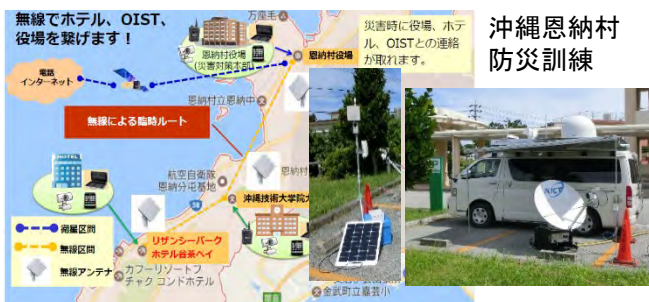 無線でホテル、OIST、
役場を繋げます！
万座毛
恩納村役場
(災害対策本部)
恩納村役場
災害時に役場、ホテ
ル、OISTとの連絡
が取れます。
沖縄恩納村
防災訓練
電話
インターネット
恩納村立恩納中
無線による臨時ルート
HOTEL
航空自衛隊
恩納分屯基地
恩納村
沖縄技術大学院大
58
衛星区間
無線区間
無線アンテナ
リザンシーパーク
ホテル谷茶ベイ
カフーリゾートフ
チャク コンドホテル
金武町立嘉芸小
NICT